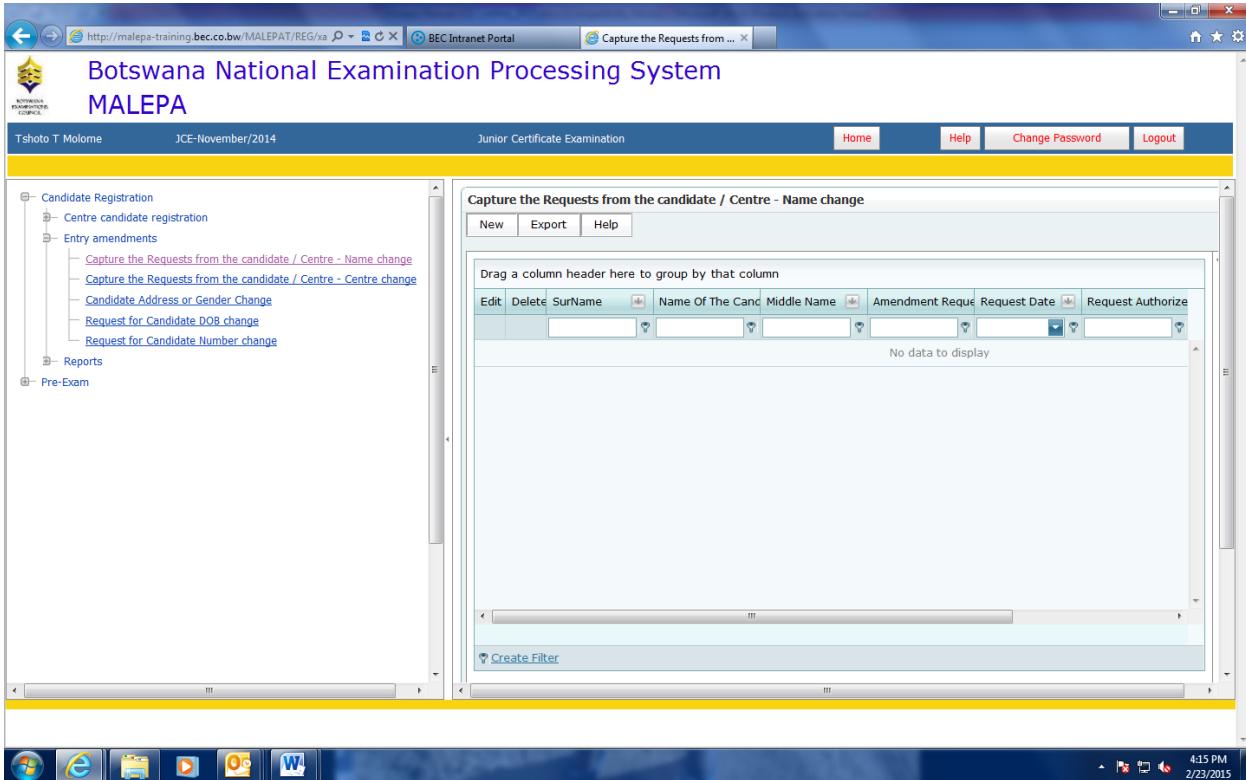 http://malepa-training.bec.co.bw/MALEPAT/REG/xa
BEC Intranet Portal
Capture the Requests from ...
BOTSWANA
EXAMINATIONS
COUNCIL
Botswana National Examination Processing System
MALEPA
Tshoto T Molome JCE-November/2014 Junior Certificate Examination Home Help Change Password Logout
Candidate Registration
Centre candidate registration
Entry amendments
Capture the Requests from the candidate / Centre - Name change
Capture the Requests from the candidate / Centre - Centre change
Candidate Address or Gender Change
Request for Candidate DOB change
Request for Candidate Number change
Reports
Pre-Exam
Capture the Requests from the candidate / Centre - Name change
New Export Help
Drag a column header here to group by that column
Edit Delete SurName Name Of The Cand Middle Name Amendment Reque Request Date Request Authorize
No data to display
Create Filter
4:15 PM
2/23/2015